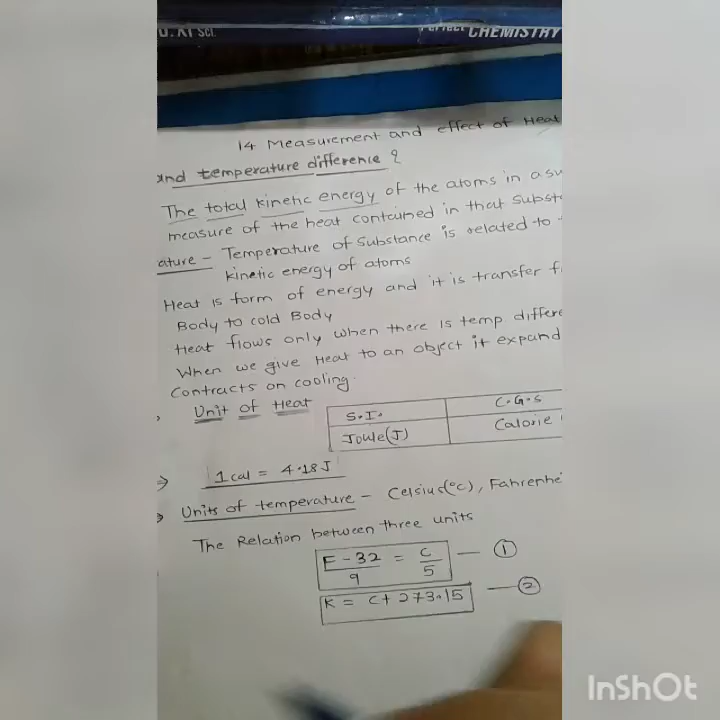 CHEMISTRY
14 Measurement and effect of Heat
and temperature difference ?
The total kinetic energy of the atoms in a
measure of the heat contained in that
ature - Temperature of Substance is related to
kinetic energy of atoms
Heat is form of energy and it is transfer
Body to cold Body
Heat flows only when there is temp
When we give Heat to an object it expand
Contracts on cooling.
Unit of Heat
S.I. C.G.S
Joule(J) Calorie
⇒ 1 cal = 4.18J
Units of temperature - Celsius(°C),
The Relation between three units
F-32/9 = C/5 — ①
K = C+273.15 — ②
InShOt